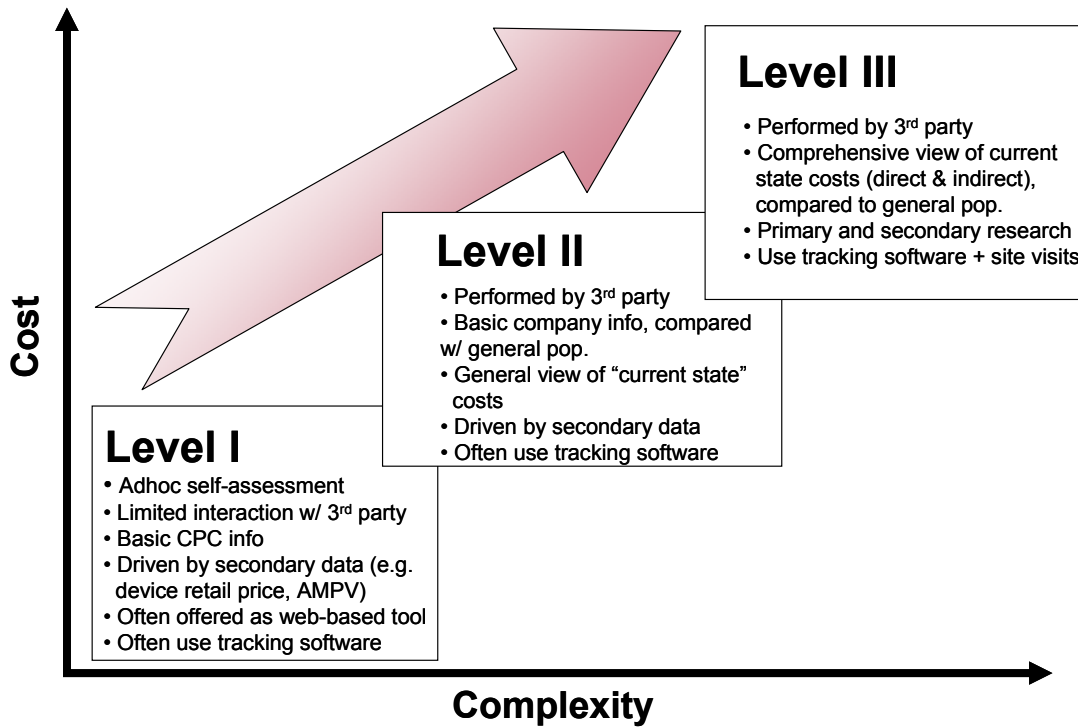 Level III
• Performed by 3rd party
• Comprehensive view of current
state costs (direct & indirect),
compared to general pop.
• Primary and secondary research
• Use tracking software + site visits
Level II
• Performed by 3rd party
• Basic company info, compared
w/ general pop.
• General view of “current state”
costs
• Driven by secondary data
• Often use tracking software
Level I
• Adhoc self-assessment
• Limited interaction w/ 3rd party
• Basic CPC info
• Driven by secondary data (e.g.
device retail price, AMPV)
• Often offered as web-based tool
• Often use tracking software
Cost
Complexity